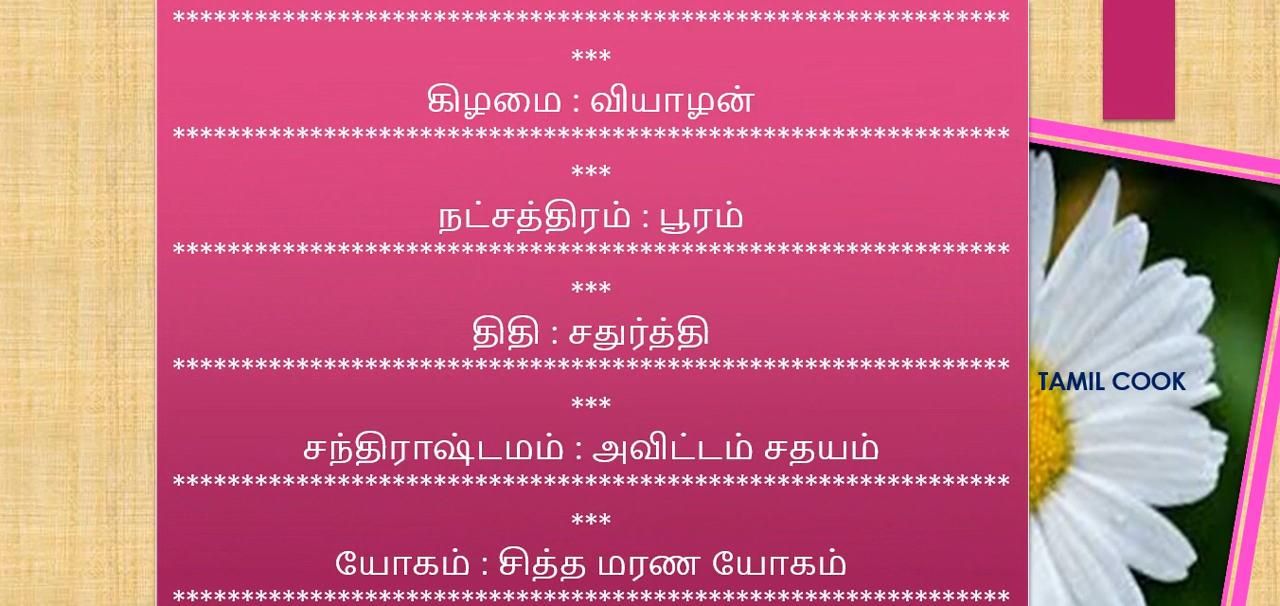 **************************************************************
***
கிழமை : வியாழன்
**************************************************************
***
நட்சத்திரம் : பூரம்
**************************************************************
***
திதி : சதுர்த்தி
**************************************************************
***
சந்திராஷ்டமம் : அவிட்டம் சதயம்
**************************************************************
***
யோகம் : சித்த மரண யோகம்
**************************************************************
TAMIL COOK